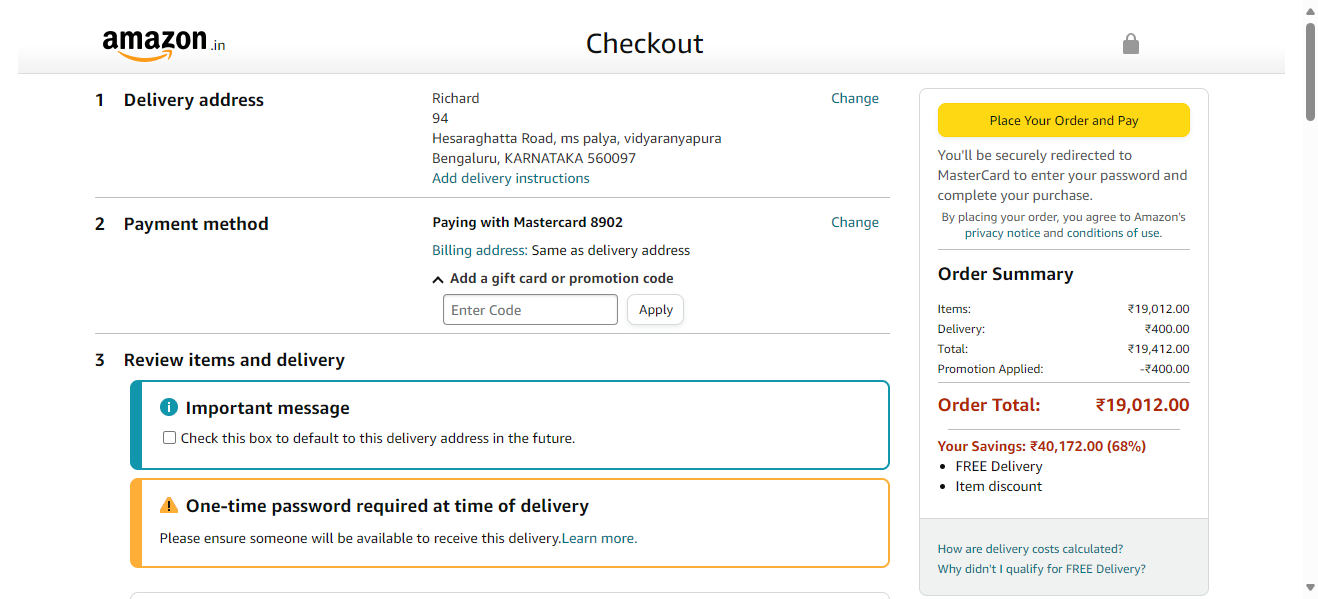 amazon.in
Checkout
1 Delivery address
Richard
94
Hesaraghatta Road, ms palya, vidyaranyapura
Bengaluru, KARNATAKA 560097
Add delivery instructions
Change
2 Payment method
Paying with Mastercard 8902
Change
Billing address: Same as delivery address
Add a gift card or promotion code
Enter Code
Apply
3 Review items and delivery
Important message
Check this box to default to this delivery address in the future.
One-time password required at time of delivery
Please ensure someone will be available to receive this delivery.Learn more.
Place Your Order and Pay
You'll be securely redirected to
MasterCard to enter your password and
complete your purchase.
By placing your order, you agree to Amazon's
privacy notice and conditions of use.
Order Summary
Items: ₹19,012.00
Delivery: ₹400.00
Total: ₹19,412.00
Promotion Applied: -₹400.00
Order Total: ₹19,012.00
Your Savings: ₹40,172.00 (68%)
• FREE Delivery
• Item discount
How are delivery costs calculated?
Why didn't I qualify for FREE Delivery?